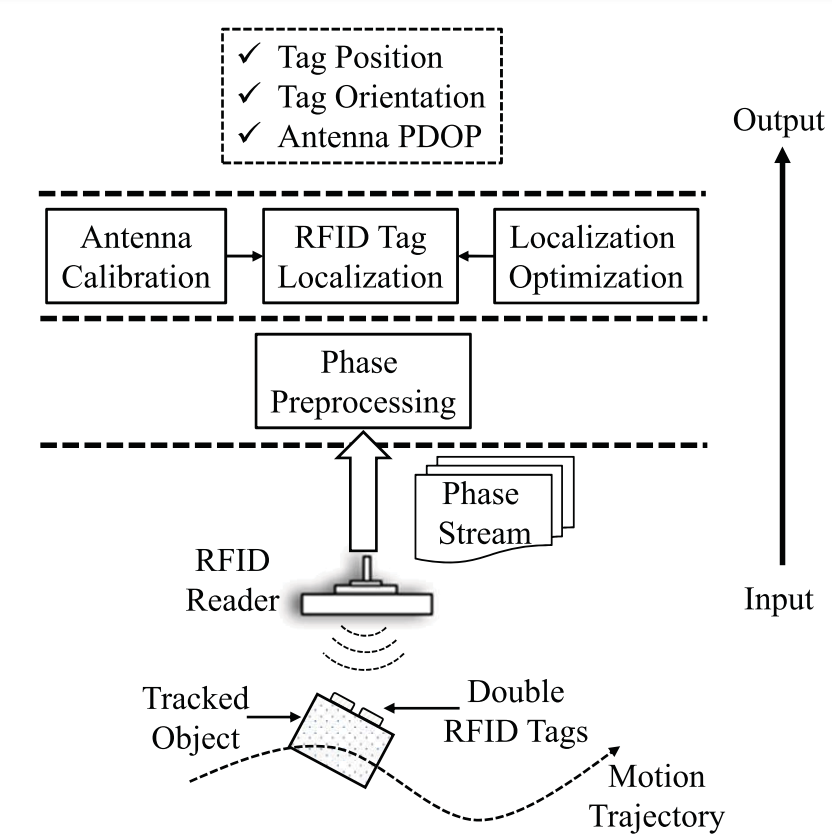 ✓ Tag Position
✓ Tag Orientation
✓ Antenna PDOP
Output
Antenna
Calibration
RFID Tag
Localization
Localization
Optimization
Phase
Preprocessing
Phase
Stream
RFID
Reader
Input
Tracked
Object
Double
RFID Tags
Motion
Trajectory